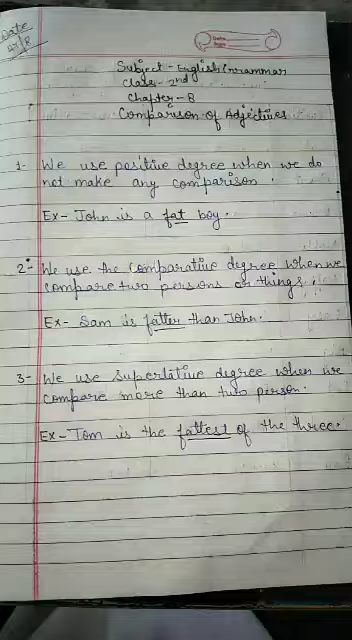 Date
Date
Page
Subject - English Grammar
Class - 2nd
Chapter - 8
Comparison of Adjectives
1- We use positive degree when we do
not make any comparison.
Ex- John is a fat boy.
2- We use the comparative degree when we
compare two persons or things.
Ex- Sam is fatter than John.
3- We use superlative degree when we
compare more than two person.
Ex- Tom is the fattest of the three.